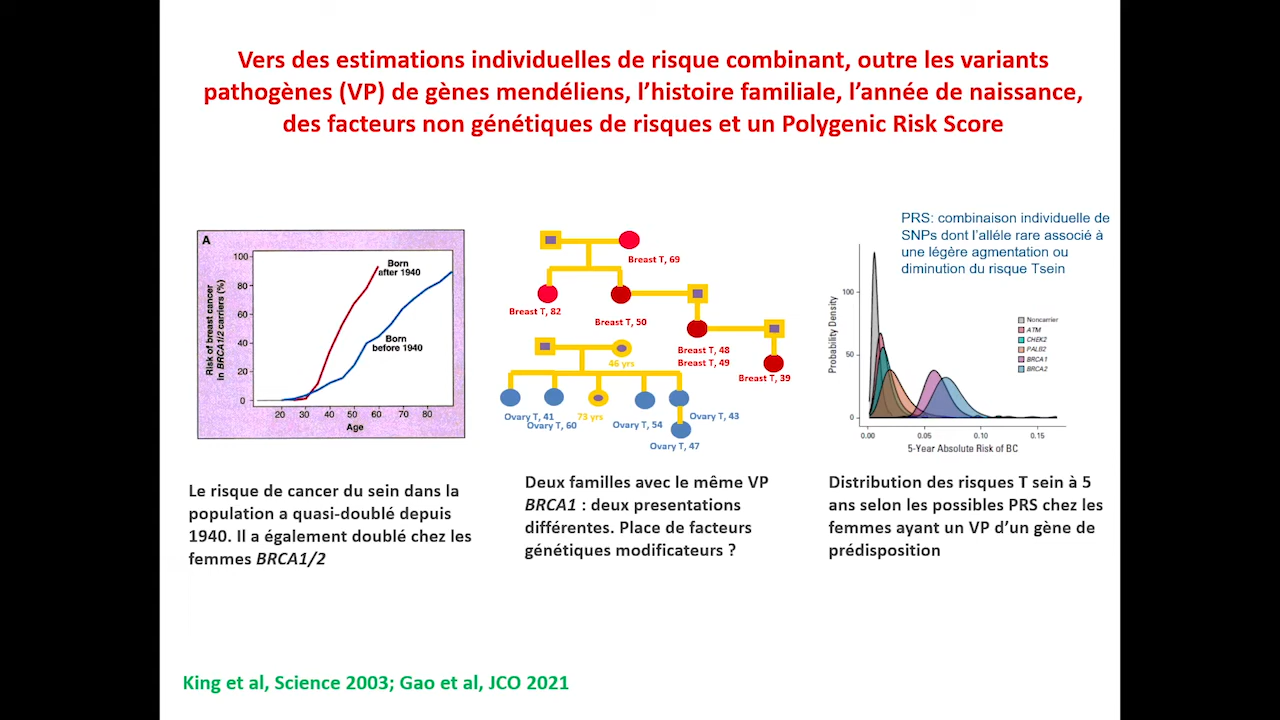 Vers des estimations individuelles de risque combinant, outre les variants
pathogènes (VP) de gènes mendéliens, l’histoire familiale, l’année de naissance,
des facteurs non génétiques de risques et un Polygenic Risk Score
A
Risk of breast cancer
in BRCA1/2 carriers (%)
100
80
60
40
20
0
Born
after 1940
Born
before 1940
20 30 40 50 60 70 80
Age
Breast T, 69
Breast T, 82
Breast T, 50
Breast T, 48
Breast T, 49
Breast T, 39
46 yrs
Ovary T, 41
Ovary T, 60
73 yrs
Ovary T, 54
Ovary T, 43
Ovary T, 47
PRS: combinaison individuelle de
SNPs dont l’alléle rare associé à
une légère agmentation ou
diminution du risque Tsein
Probability Density
100
50
0
Noncarrier
ATM
CHEK2
PALB2
BRCA1
BRCA2
0.00 0.05 0.10 0.15
5-Year Absolute Risk of BC
Le risque de cancer du sein dans la
population a quasi-doublé depuis
1940. Il a également doublé chez les
femmes BRCA1/2
Deux familles avec le même VP
BRCA1 : deux presentations
différentes. Place de facteurs
génétiques modificateurs ?
Distribution des risques T sein à 5
ans selon les possibles PRS chez les
femmes ayant un VP d’un gène de
prédisposition
King et al, Science 2003; Gao et al, JCO 2021